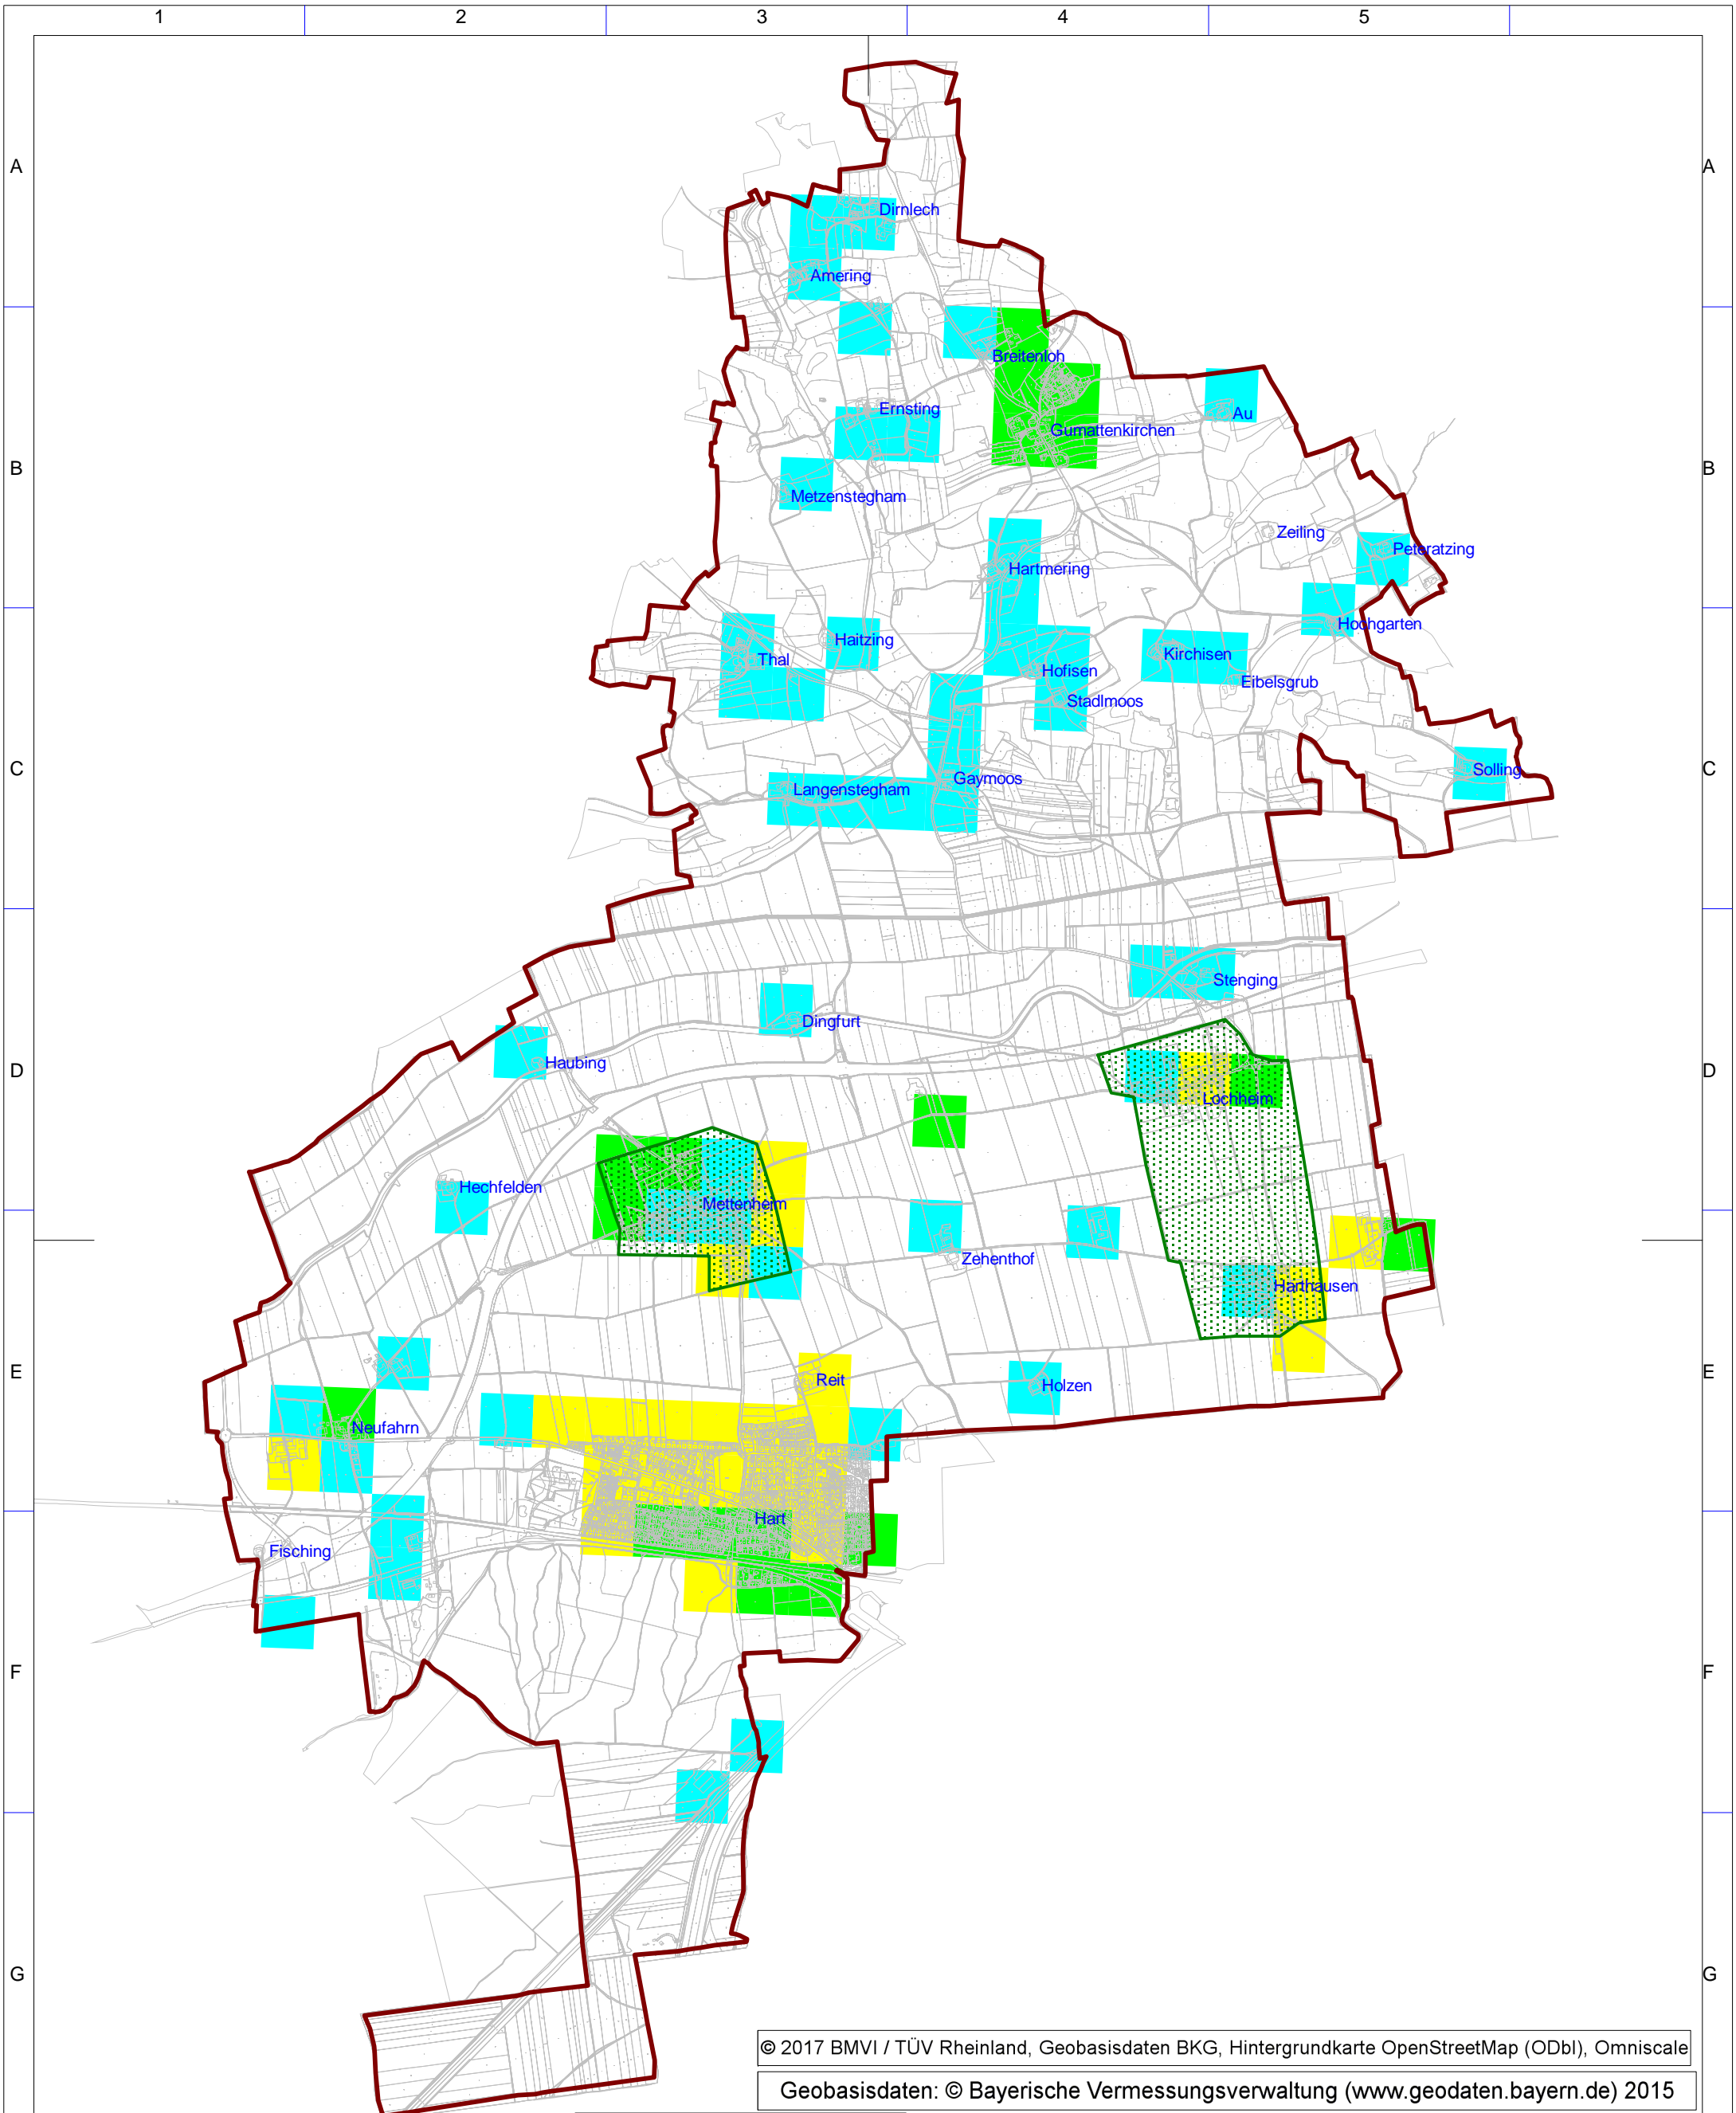 1 2 3 4 5
A A
Dirnlech
Amering
Breitenloh
Ernsting
Au
Gumattenkirchen
B B
Metzenstegham
Zeiling
Peteratzing
Hartmering
Hochgarten
Haitzing
Thal
Kirchisen
Hofisen
Eibelsgrub
Stadlmoos
C C
Solling
Gaymoos
Langenstegham
Stenging
Dingfurt
Haubing
D D
Lochheim
Hechfelden
Mettenheim
Zehenthof
Harthausen
E E
Reit
Holzen
Neufahrn
Hart
Fisching
F F
G G
© 2017 BMVI / TÜV Rheinland, Geobasisdaten BKG, Hintergrundkarte OpenStreetMap (ODbl), Omniscale
Geobasisdaten: © Bayerische Vermessungsverwaltung (www.geodaten.bayern.de) 2015